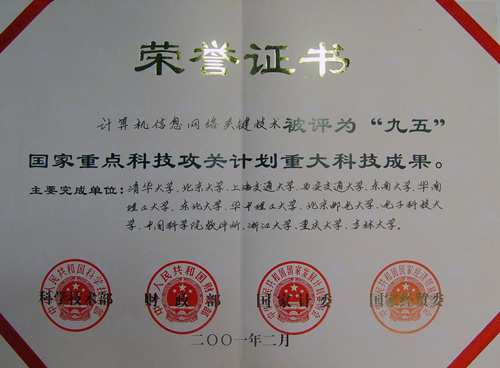 荣誉证书
计算机信息网络关键技术被评为“九五”
国家重点科技攻关计划重大科技成果。
主要完成单位：清华大学、北京大学、上海交通大学、西安交通大学、东南大学、华南
理工大学、东北大学、华中理工大学、北京邮电大学、电子科技大
学、中国科学院软件所、浙江大学、重庆大学、吉林大学。
科学技术部 财政部 国家计委 国家经贸委
二〇〇一年二月